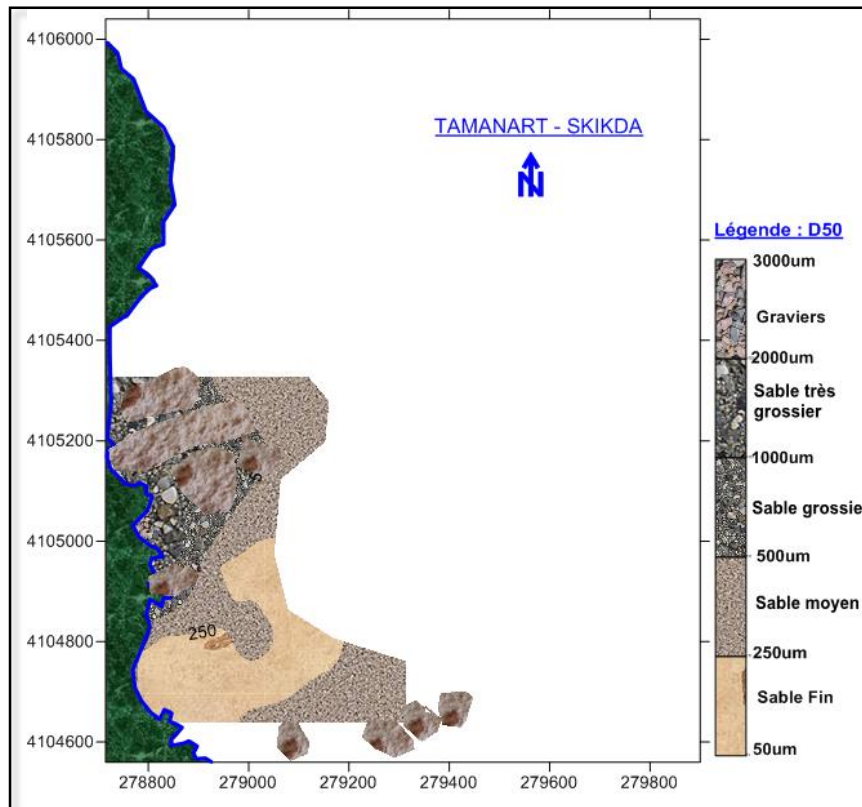 4106000
4105800
4105600
4105400
4105200
4105000
4104800
4104600
278800
279000
279200
279400
279600
279800
TAMANART - SKIKDA
N
250
Légende : D50
3000um
Graviers
2000um
Sable très
grossier
1000um
Sable grossie
500um
Sable moyen
250um
Sable Fin
50um